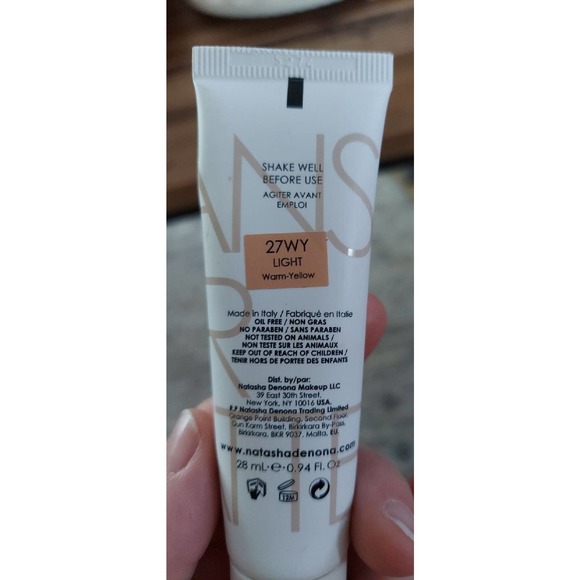 SHAKE WELL
BEFORE USE
AGITER AVANT
EMPLOI
27WY
LIGHT
Warm-Yellow
Made in Italy / Fabriqué en Italie
OIL FREE / NON GRAS
NO PARABEN / SANS PARABEN
NOT TESTED ON ANIMALS /
NON TESTE SUR LES ANIMAUX
KEEP OUT OF REACH OF CHILDREN /
TENIR HORS DE PORTEE DES ENFANTS
Dist. by/par:
Natasha Denona Makeup LLC
39 East 30th Street,
New York, NY 10016 USA.
R.P Natasha Denona Trading Limited
Orange Point Building, Second Floor,
Dun Karm Street, Birkirkara By-Pass,
Birkirkara, BKR 9037, Malta, EU.
www.natashadenona.com
28 mL·e·0.94 Fl. Oz
12M
ANS
R